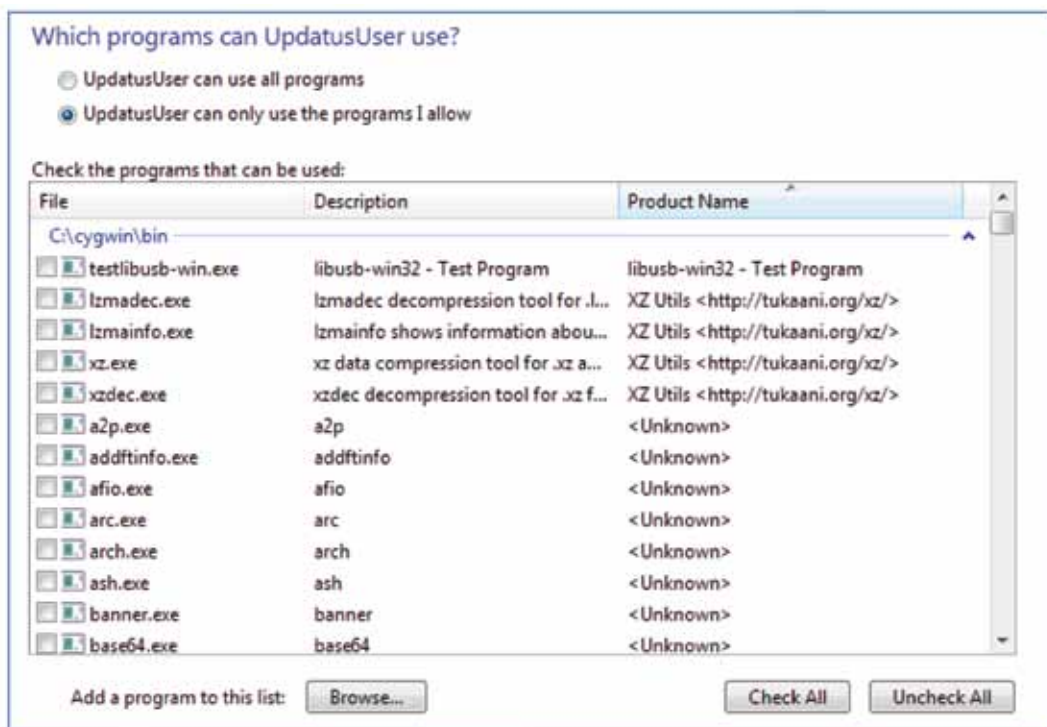 Which programs can UpdatusUser use?
UpdatusUser can use all programs
UpdatusUser can only use the programs I allow
Check the programs that can be used:
File Description Product Name
C:\cygwin\bin
testlibusb-win.exe libusb-win32 - Test Program libusb-win32 - Test Program
lzmadec.exe lzmadec decompression tool for .l... XZ Utils <http://tukaani.org/xz/>
lzmainfo.exe lzmainfo shows information abou... XZ Utils <http://tukaani.org/xz/>
xz.exe xz data compression tool for .xz a... XZ Utils <http://tukaani.org/xz/>
xzdec.exe xzdec decompression tool for .xz f... XZ Utils <http://tukaani.org/xz/>
a2p.exe a2p <Unknown>
addftinfo.exe addftinfo <Unknown>
afio.exe afio <Unknown>
arc.exe arc <Unknown>
arch.exe arch <Unknown>
ash.exe ash <Unknown>
banner.exe banner <Unknown>
base64.exe base64 <Unknown>
Add a program to this list: Browse... Check All Uncheck All